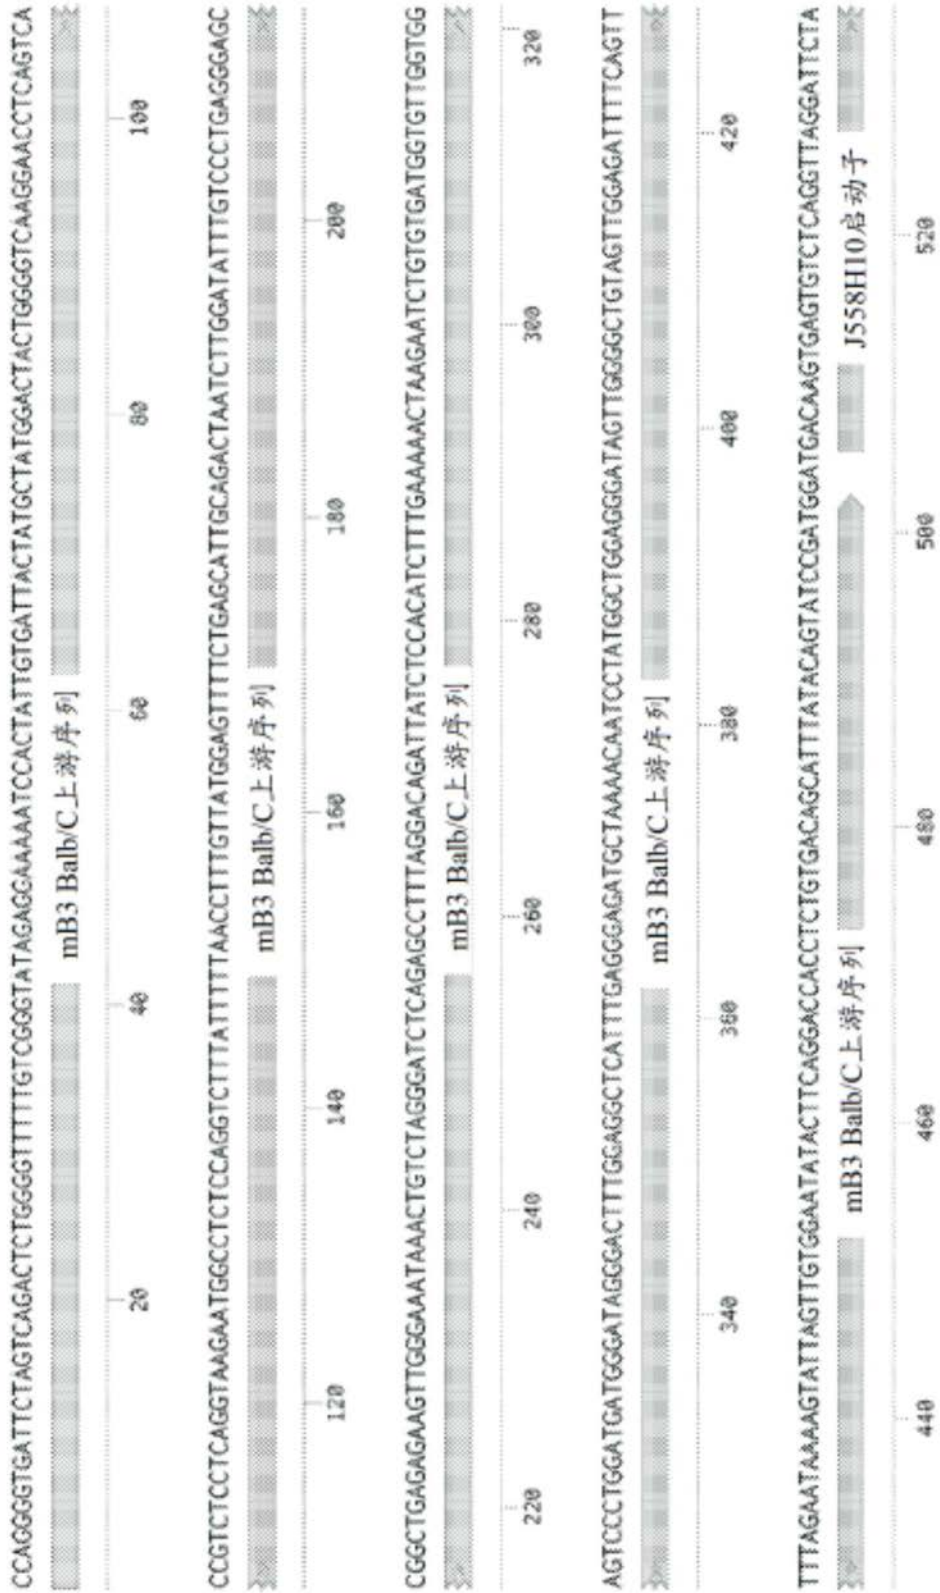 CCAGGGGTGATTCTAGTCAGACTCTGGGGTTTTTGTCGGGTATAGAGGAAAAATCCACTATTGTGATTACTATGCTATGGACTACTGGGGTCAAGGAACCTCAGTCA
mB3 Balb/C上游序列
20 40 60 80 100
CCGTCTCCTCAGGTAAGAATGGCCTCTCCAGGTCTTTATTTTTAACCTTTGTTATGGAGTTTTCTGAGCATTGCAGACTAATCTTGGATATTTGTCCCTGAGGGAGC
mB3 Balb/C上游序列
120 140 160 180 200
CGGCTGAGAGAAGTTGGGAAATAAACTGTCTAGGGATCTCAGAGCCTTTAGGACAGATTATCTCCACATCTTTGAAAAACTAAGAATCTGTGTGATGGTGTTGGTGG
mB3 Balb/C上游序列
220 240 260 280 300 320
AGTCCCTGGATGATGGGATAGGGACTTTGGAGGCTCATTTGAGGGAGATGCTAAAACAATCCTATGGCTGGAGGGATAGTTGGGGCTGTAGTTGGAGATTTTCAGTT
mB3 Balb/C上游序列
340 360 380 400 420
TTTAGAATAAAAGTATTAGTTGTGGAATATACTTCAGGACCACCTCTGTGACAGCATTTATACAGTATCCGATGGATGACAAGTGAGTGTCTCAGGTTAGGATTCTA
mB3 Balb/C上游序列 J558H10启动子
440 460 480 500 520